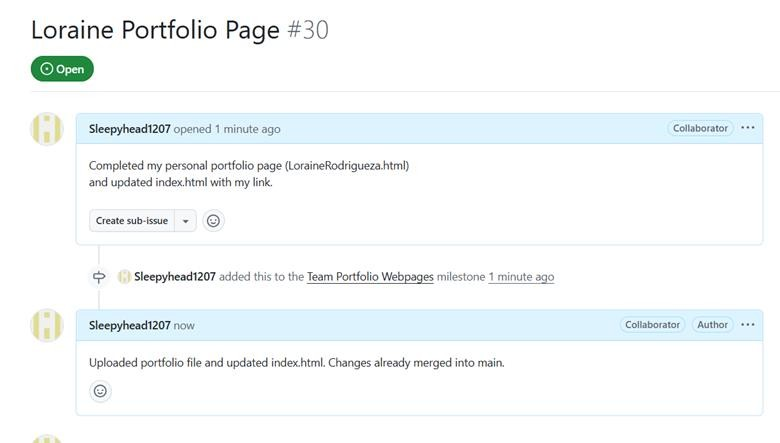 Loraine Portfolio Page #30
Open
Sleepyhead1207 opened 1 minute ago
Collaborator
Completed my personal portfolio page (LoraineRodrigueza.html)
and updated index.html with my link.
Create sub-issue
Sleepyhead1207 added this to the Team Portfolio Webpages milestone 1 minute ago
Sleepyhead1207 now
Collaborator Author
Uploaded portfolio file and updated index.html. Changes already merged into main.